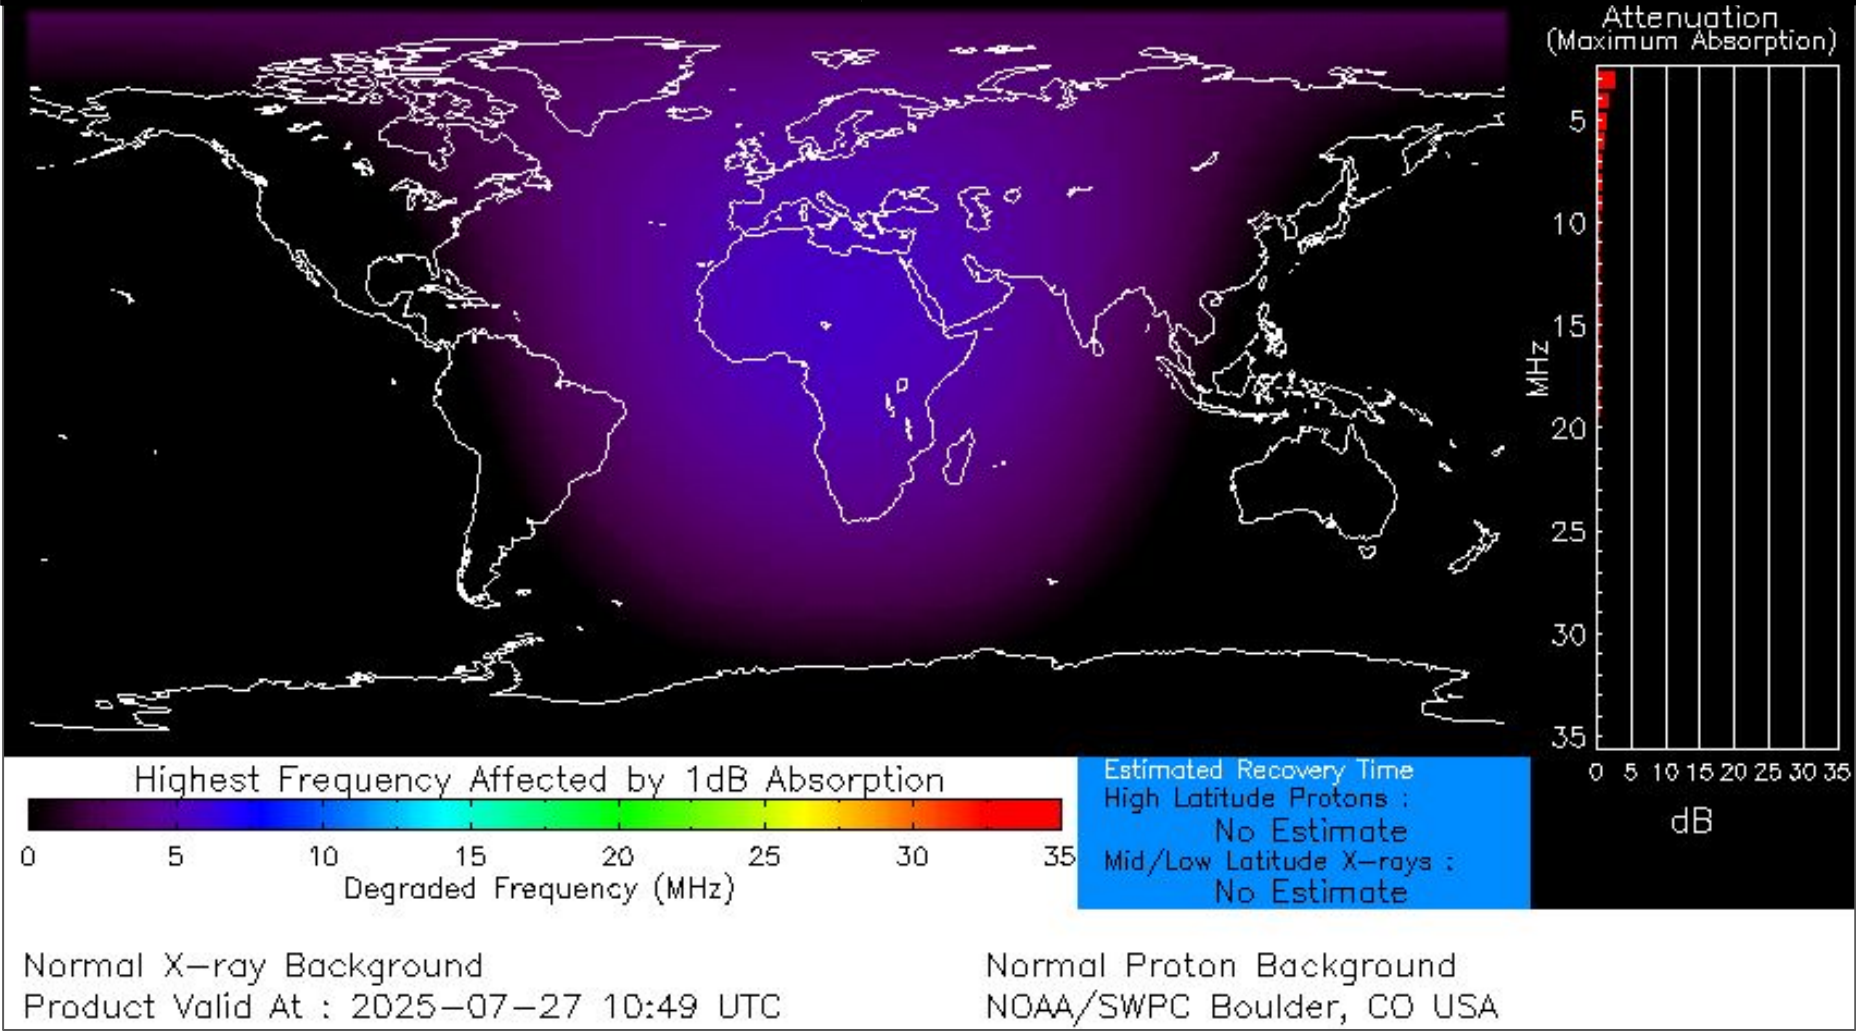 Attenuation
(Maximum Absorption)
5
10
15
20
25
30
35
MHz
0 5 10 15 20 25 30 35
dB
Highest Frequency Affected by 1dB Absorption
0 5 10 15 20 25 30 35
Degraded Frequency (MHz)
Estimated Recovery Time
High Latitude Protons :
No Estimate
Mid/Low Latitude X-rays :
No Estimate
Normal X-ray Background
Product Valid At : 2025-07-27 10:49 UTC
Normal Proton Background
NOAA/SWPC Boulder, CO USA